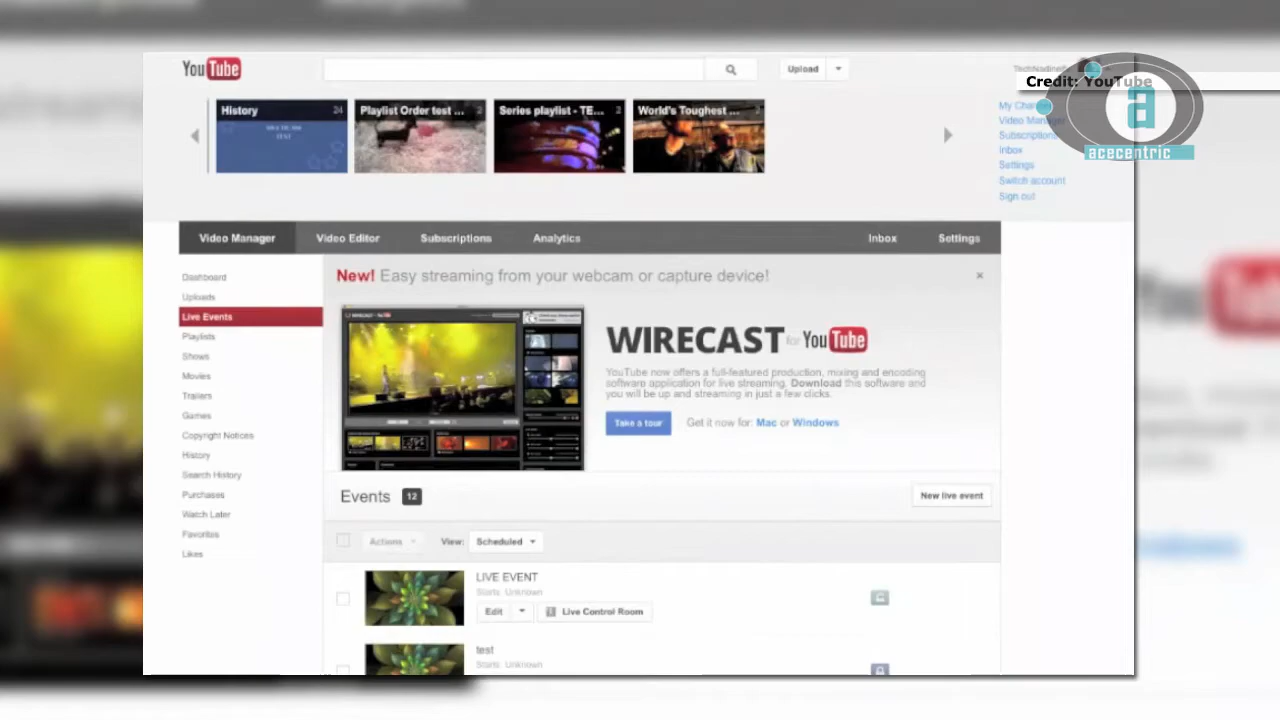 YouTube
Upload
Credit: YouTube
a
acecentric
History 24
Playlist Order test ...
Series playlist - TE...
World's Toughest ...
Video Manager
Subscriptions
Inbox
Settings
Switch account
Sign out
Video Manager Video Editor Subscriptions Analytics Inbox Settings
Dashboard
Uploads
Live Events
Playlists
Shows
Movies
Trailers
Games
Copyright Notices
History
Search History
Purchases
Watch Later
Favorites
Likes
New! Easy streaming from your webcam or capture device!
WIRECAST for YouTube
YouTube now offers a full-featured production, mixing and encoding
software application for live streaming. Download this software and
you will be up and streaming in just a few clicks.
Take a tour Get it now for: Mac or Windows
Events 12 New live event
Actions View: Scheduled
LIVE EVENT
Starts: Unknown
Edit Live Control Room
test
Starts: Unknown